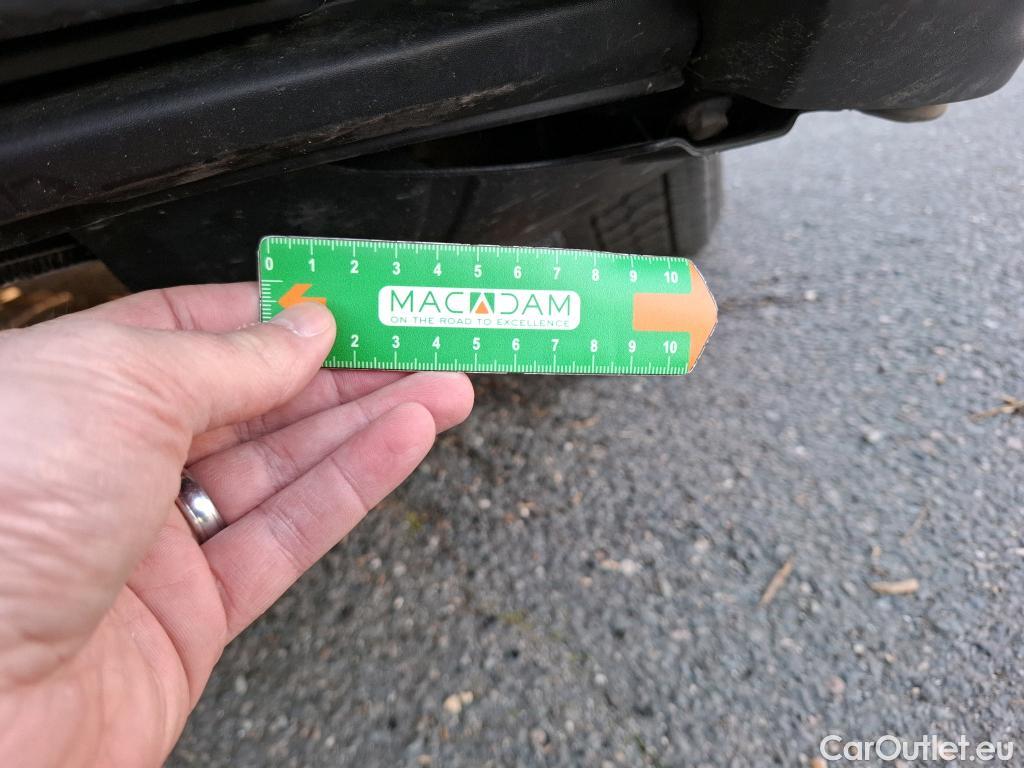 0 1 2 3 4 5 6 7 8 9 10
MACADAM
ON THE ROAD TO EXCELLENCE
2 3 4 5 6 7 8 9 10
CarOutlet.eu